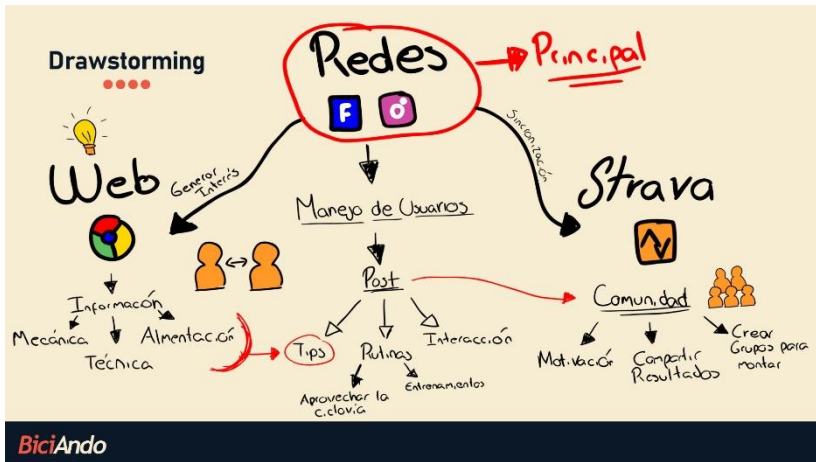 Drawstorming
Redes
Principal
F
Web
Generar
Interés
Sincronización
Strava
Manejo de Usuarios
Post
Información
Mecánica
Técnica
Alimentación
Tips
Rutinas
Interacción
Aprovechar la
ciclovía
Entrenamientos
Comunidad
Motivación
Compartir
Resultados
Crear
Grupos para
montar
BiciAndo